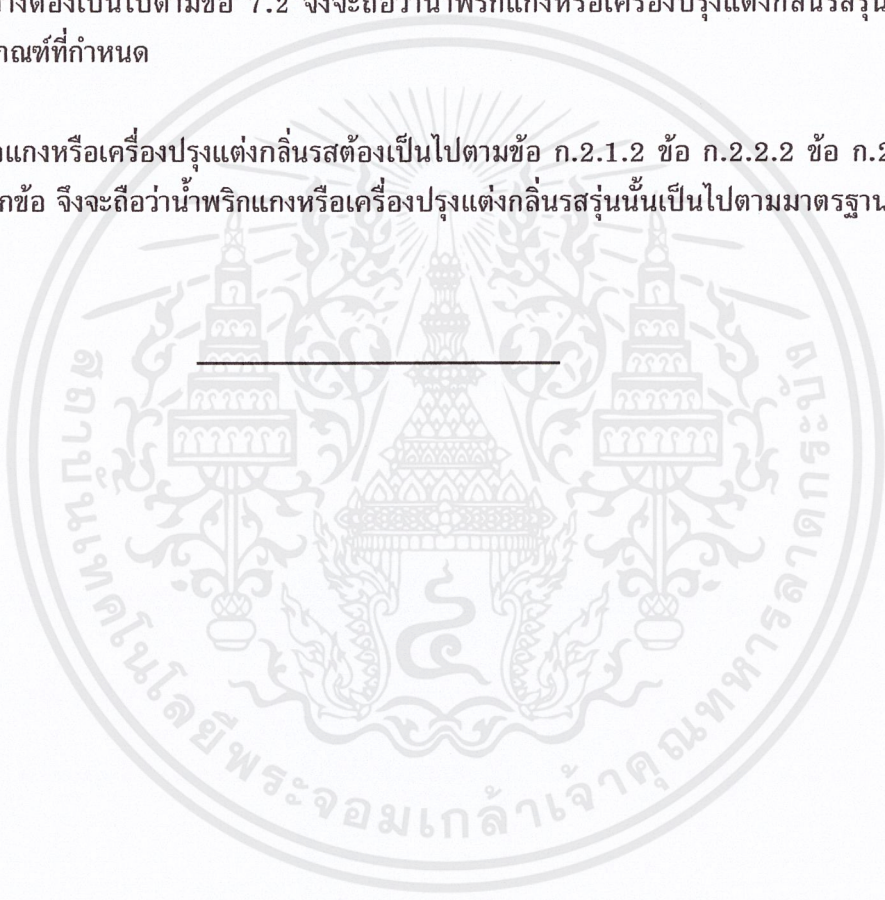 างต้องเป็นไปตามข้อ 7.2 จึงจะถือว่าน้ำพริกแกงหรือเครื่องปรุงแต่งกลิ่นรสรุ่น
กณฑ์ที่กำหนด
แกงหรือเครื่องปรุงแต่งกลิ่นรสต้องเป็นไปตามข้อ ก.2.1.2 ข้อ ก.2.2.2 ข้อ ก.2
กข้อ จึงจะถือว่าน้ำพริกแกงหรือเครื่องปรุงแต่งกลิ่นรสรุ่นนั้นเป็นไปตามมาตรฐาน
สถาบันเทคโนโลยีพระจอมเกล้าเจ้าคุณทหารลาดกระบัง
๔